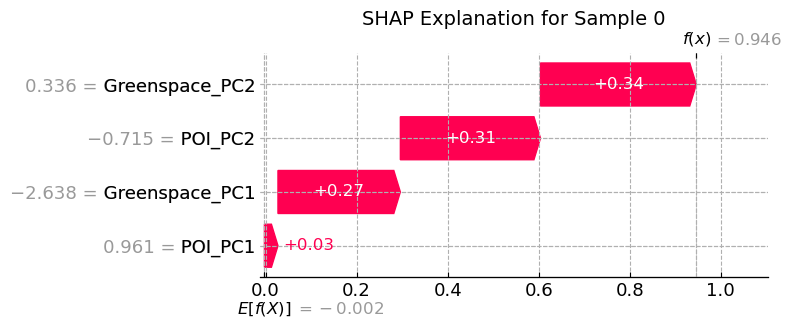 SHAP Explanation for Sample 0
f(x) = 0.946
0.336 = Greenspace_PC2
+0.34
−0.715 = POI_PC2
+0.31
−2.638 = Greenspace_PC1
+0.27
0.961 = POI_PC1
+0.03
0.0 0.2 0.4 0.6 0.8 1.0
E[f(X)] = −0.002